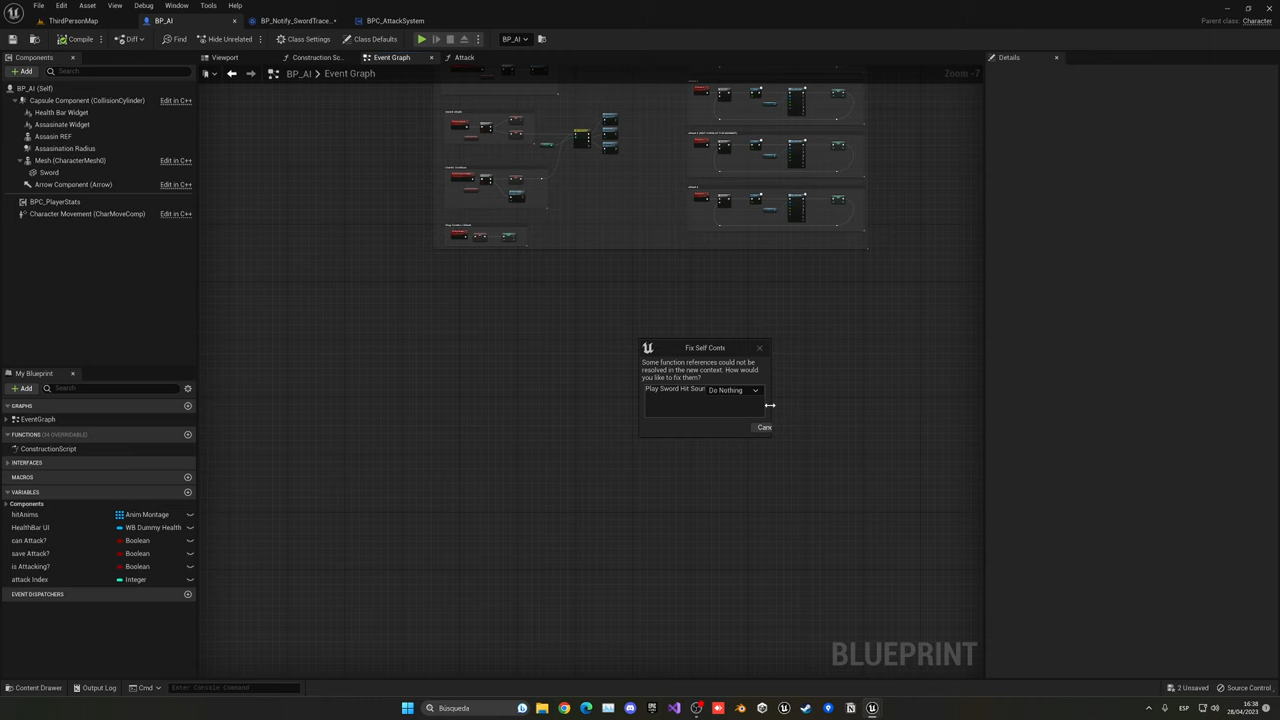 File Edit Asset View Debug Window Tools Help
Parent class: Character
ThirdPersonMap
BP_AI
BP_Notify_SwordTrace...•
BPC_AttackSystem
Compile
Diff
Find
Hide Unrelated
Class Settings
Class Defaults
BP_AI
Components
Add
Search
BP_AI (Self)
Capsule Component (CollisionCylinder) Edit in C++
Health Bar Widget
Assasinate Widget
Assasin REF
Assasination Radius
Mesh (CharacterMesh0) Edit in C++
Sword
Arrow Component (Arrow) Edit in C++
BPC_PlayerStats
Character Movement (CharMoveComp) Edit in C++
Viewport
Construction Sc...
Event Graph
Attack
BP_AI > Event Graph
Zoom -7
Details
Fix Self Conte
Some function references could not be
resolved in the new context. How would
you like to fix them?
Play Sword Hit Soun Do Nothing
Canc
My Blueprint
Add
Search
GRAPHS
EventGraph
FUNCTIONS (34 OVERRIDABLE)
ConstructionScript
INTERFACES
MACROS
VARIABLES
Components
hitAnims Anim Montage
HealthBar UI WB Dummy Health
can Attack? Boolean
save Attack? Boolean
is Attacking? Boolean
attack Index Integer
EVENT DISPATCHERS
BLUEPRINT
Content Drawer
Output Log
Cmd
Enter Console Command
2 Unsaved
Source Control
Búsqueda
ESP
16:38
28/04/2023